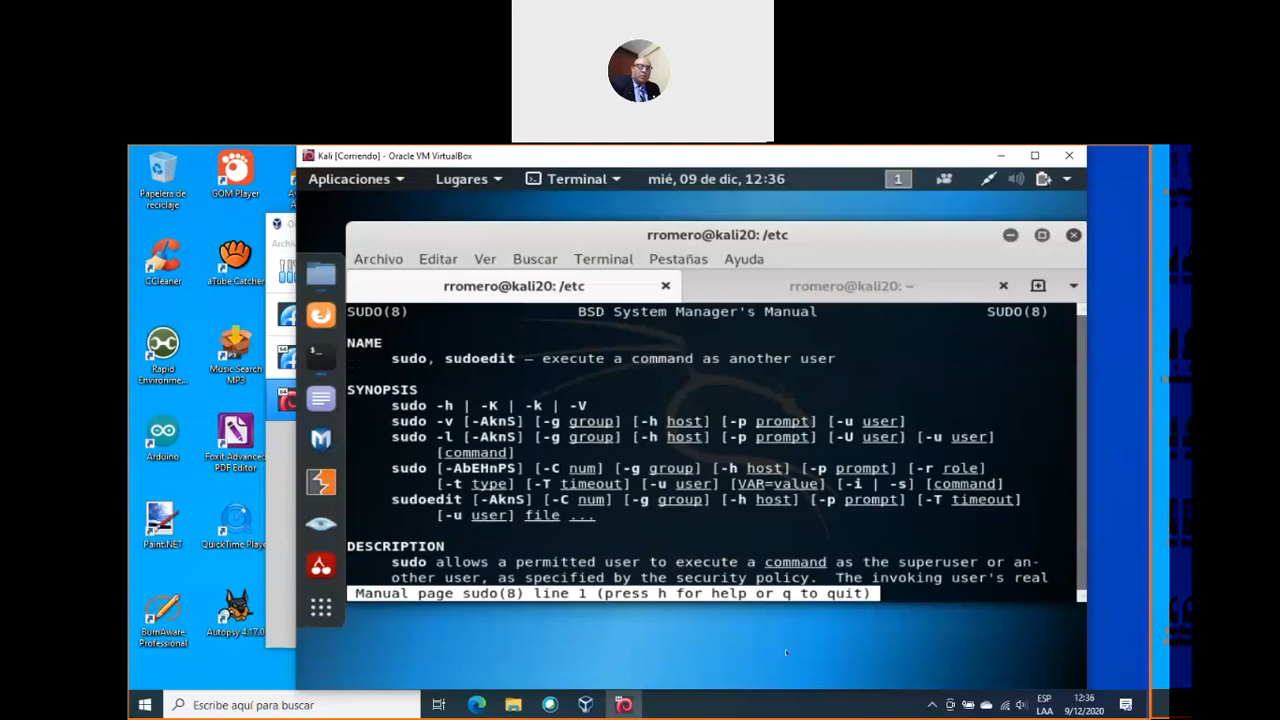 Kali [Corriendo] - Oracle VM VirtualBox
Aplicaciones
Lugares
Terminal
mié, 09 de dic, 12:36
1
rromero@kali20: /etc
Archivo Editar Ver Buscar Terminal Pestañas Ayuda
rromero@kali20: /etc
rromero@kali20: ~
SUDO(8) BSD System Manager's Manual SUDO(8)
NAME
sudo, sudoedit — execute a command as another user
SYNOPSIS
sudo -h | -K | -k | -V
sudo -v [-AknS] [-g group] [-h host] [-p prompt] [-u user]
sudo -l [-AknS] [-g group] [-h host] [-p prompt] [-U user] [-u user]
[command]
sudo [-AbEHnPS] [-C num] [-g group] [-h host] [-p prompt] [-r role]
[-t type] [-T timeout] [-u user] [VAR=value] [-i | -s] [command]
sudoedit [-AknS] [-C num] [-g group] [-h host] [-p prompt] [-T timeout]
[-u user] file ...
DESCRIPTION
sudo allows a permitted user to execute a command as the superuser or an-
other user, as specified by the security policy. The invoking user's real
Manual page sudo(8) line 1 (press h for help or q to quit)
Papelera de
reciclaje
GOM Player
CCleaner
aTube Catcher
Rapid
Environme...
Music Search
MP3
Arduino
Foxit Advanced
PDF Editor
Paint.NET
QuickTime Playe
BurnAware
Professional
Autopsy 4.17.0
Escribe aquí para buscar
ESP
LAA
12:36
9/12/2020